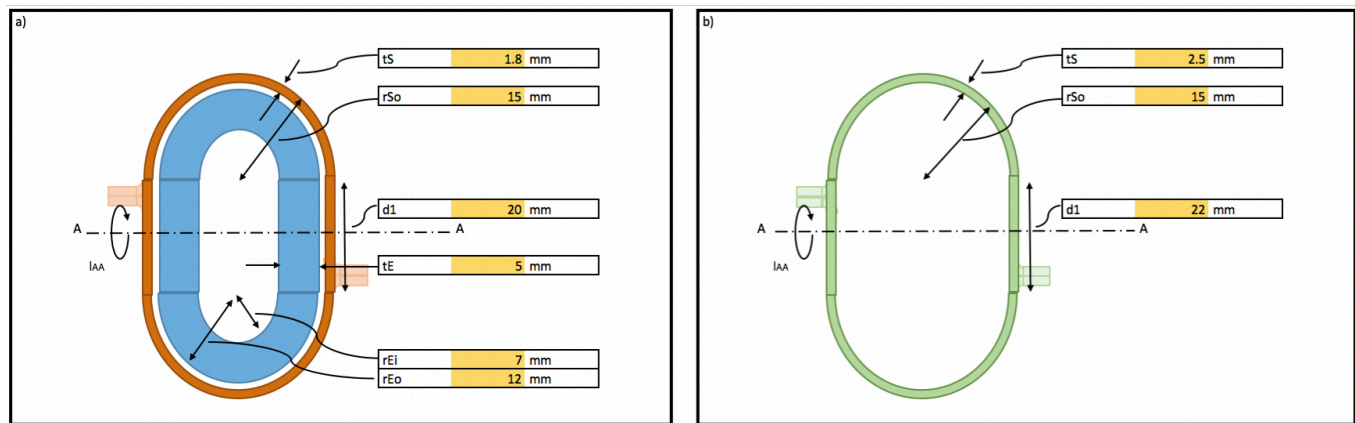 a)
tS 1.8 mm
rSo 15 mm
d1 20 mm
A A
IAA
tE 5 mm
rEi 7 mm
rEo 12 mm
b)
tS 2.5 mm
rSo 15 mm
d1 22 mm
A A
IAA